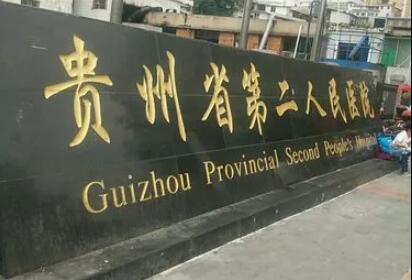 贵州省第二人民医院
Guizhou Provincial Second People's Hospital